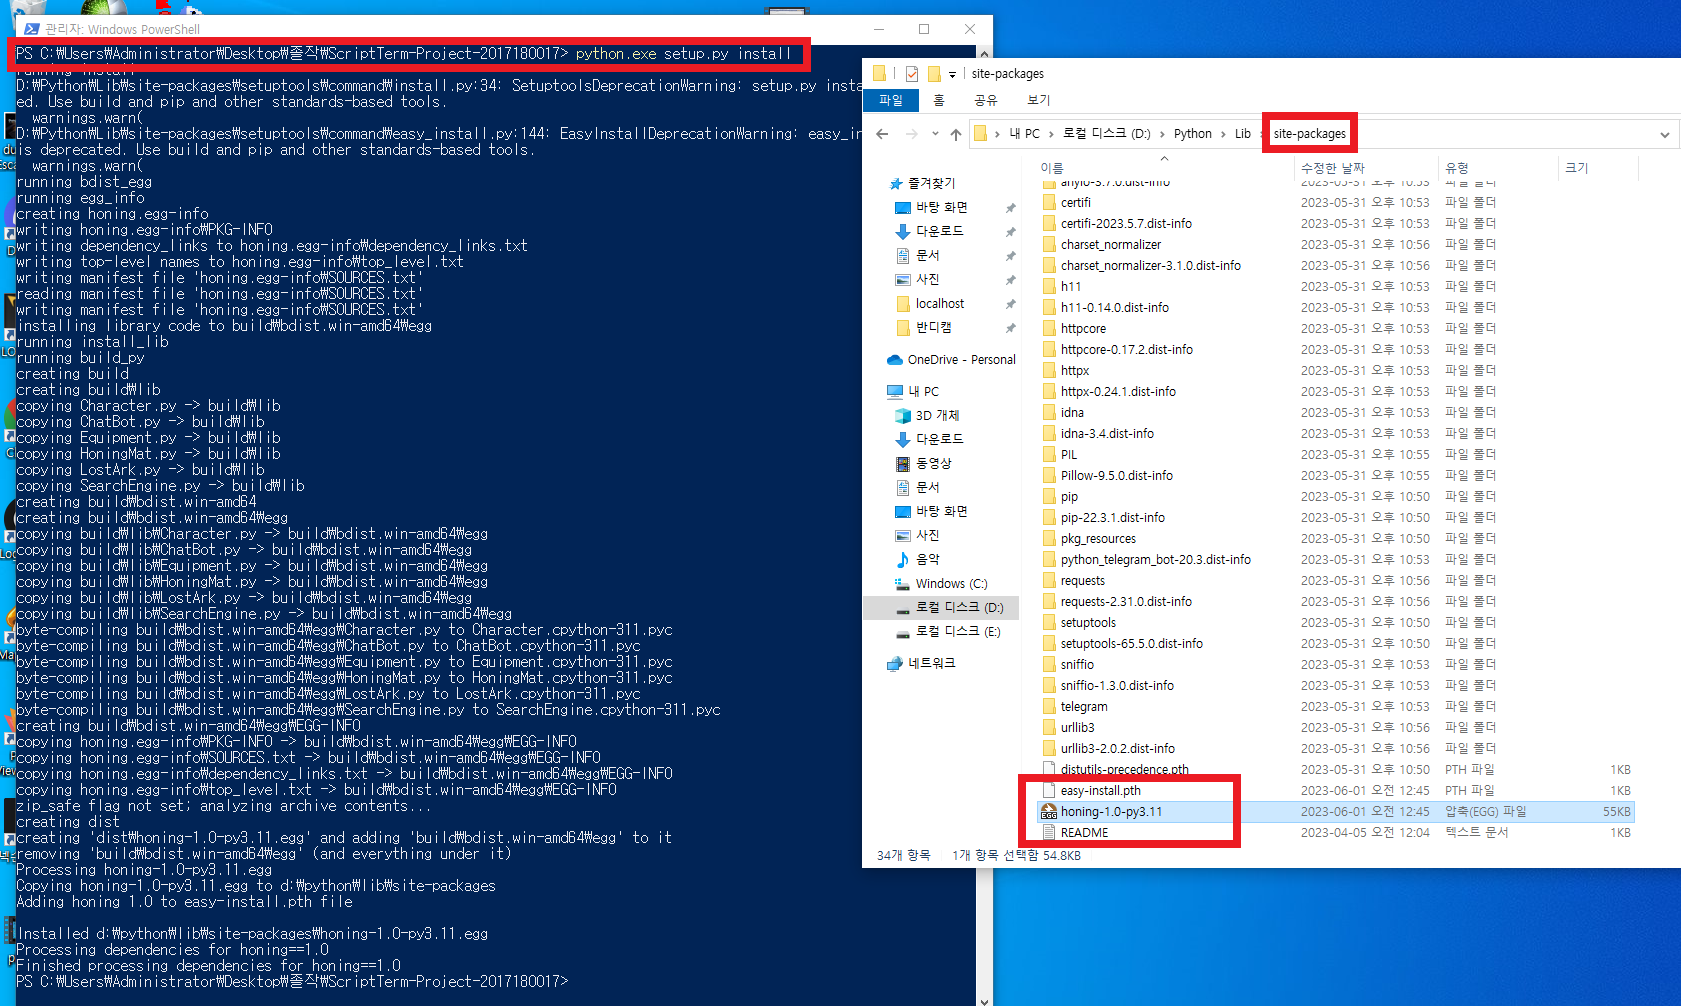 관리자: Windows PowerShell
PS C:₩Users₩Administrator₩Desktop₩졸작₩ScriptTerm-Project-2017180017> python.exe setup.py install
running install
D:₩Python₩Lib₩site-packages₩setuptools₩command₩install.py:34: SetuptoolsDeprecationWarning: setup.py insta
ed. Use build and pip and other standards-based tools.
warnings.warn(
D:₩Python₩Lib₩site-packages₩setuptools₩command₩easy_install.py:144: EasyInstallDeprecationWarning: easy_in
is deprecated. Use build and pip and other standards-based tools.
warnings.warn(
running bdist_egg
running egg_info
creating honing.egg-info
writing honing.egg-info₩PKG-INFO
writing dependency_links to honing.egg-info₩dependency_links.txt
writing top-level names to honing.egg-info₩top_level.txt
writing manifest file 'honing.egg-info₩SOURCES.txt'
reading manifest file 'honing.egg-info₩SOURCES.txt'
writing manifest file 'honing.egg-info₩SOURCES.txt'
installing library code to build₩bdist.win-amd64₩egg
running install_lib
running build_py
creating build
creating build₩lib
copying Character.py -> build₩lib
copying ChatBot.py -> build₩lib
copying Equipment.py -> build₩lib
copying HoningMat.py -> build₩lib
copying LostArk.py -> build₩lib
copying SearchEngine.py -> build₩lib
creating build₩bdist.win-amd64
creating build₩bdist.win-amd64₩egg
copying build₩lib₩Character.py -> build₩bdist.win-amd64₩egg
copying build₩lib₩ChatBot.py -> build₩bdist.win-amd64₩egg
copying build₩lib₩Equipment.py -> build₩bdist.win-amd64₩egg
copying build₩lib₩HoningMat.py -> build₩bdist.win-amd64₩egg
copying build₩lib₩LostArk.py -> build₩bdist.win-amd64₩egg
copying build₩lib₩SearchEngine.py -> build₩bdist.win-amd64₩egg
byte-compiling build₩bdist.win-amd64₩egg₩Character.py to Character.cpython-311.pyc
byte-compiling build₩bdist.win-amd64₩egg₩ChatBot.py to ChatBot.cpython-311.pyc
byte-compiling build₩bdist.win-amd64₩egg₩Equipment.py to Equipment.cpython-311.pyc
byte-compiling build₩bdist.win-amd64₩egg₩HoningMat.py to HoningMat.cpython-311.pyc
byte-compiling build₩bdist.win-amd64₩egg₩LostArk.py to LostArk.cpython-311.pyc
byte-compiling build₩bdist.win-amd64₩egg₩SearchEngine.py to SearchEngine.cpython-311.pyc
creating build₩bdist.win-amd64₩egg₩EGG-INFO
copying honing.egg-info₩PKG-INFO -> build₩bdist.win-amd64₩egg₩EGG-INFO
copying honing.egg-info₩SOURCES.txt -> build₩bdist.win-amd64₩egg₩EGG-INFO
copying honing.egg-info₩dependency_links.txt -> build₩bdist.win-amd64₩egg₩EGG-INFO
copying honing.egg-info₩top_level.txt -> build₩bdist.win-amd64₩egg₩EGG-INFO
zip_safe flag not set; analyzing archive contents...
creating dist
creating 'dist₩honing-1.0-py3.11.egg' and adding 'build₩bdist.win-amd64₩egg' to it
removing 'build₩bdist.win-amd64₩egg' (and everything under it)
Processing honing-1.0-py3.11.egg
Copying honing-1.0-py3.11.egg to d:₩python₩lib₩site-packages
Adding honing 1.0 to easy-install.pth file
Installed d:₩python₩lib₩site-packages₩honing-1.0-py3.11.egg
Processing dependencies for honing==1.0
Finished processing dependencies for honing==1.0
PS C:₩Users₩Administrator₩Desktop₩졸작₩ScriptTerm-Project-2017180017>
site-packages
파일 홈 공유 보기
내 PC > 로컬 디스크 (D:) > Python > Lib > site-packages
즐겨찾기
바탕 화면
다운로드
문서
사진
localhost
반디캠
OneDrive - Personal
내 PC
3D 개체
다운로드
동영상
문서
바탕 화면
사진
음악
Windows (C:)
로컬 디스크 (D:)
로컬 디스크 (E:)
네트워크
이름 수정한 날짜 유형 크기
anyio-3.7.0.dist-info 2023-05-31 오후 10:53 파일 폴더
certifi 2023-05-31 오후 10:53 파일 폴더
certifi-2023.5.7.dist-info 2023-05-31 오후 10:53 파일 폴더
charset_normalizer 2023-05-31 오후 10:56 파일 폴더
charset_normalizer-3.1.0.dist-info 2023-05-31 오후 10:56 파일 폴더
h11 2023-05-31 오후 10:53 파일 폴더
h11-0.14.0.dist-info 2023-05-31 오후 10:53 파일 폴더
httpcore 2023-05-31 오후 10:53 파일 폴더
httpcore-0.17.2.dist-info 2023-05-31 오후 10:53 파일 폴더
httpx 2023-05-31 오후 10:53 파일 폴더
httpx-0.24.1.dist-info 2023-05-31 오후 10:53 파일 폴더
idna 2023-05-31 오후 10:53 파일 폴더
idna-3.4.dist-info 2023-05-31 오후 10:53 파일 폴더
PIL 2023-05-31 오후 10:55 파일 폴더
Pillow-9.5.0.dist-info 2023-05-31 오후 10:55 파일 폴더
pip 2023-05-31 오후 10:50 파일 폴더
pip-22.3.1.dist-info 2023-05-31 오후 10:50 파일 폴더
pkg_resources 2023-05-31 오후 10:50 파일 폴더
python_telegram_bot-20.3.dist-info 2023-05-31 오후 10:53 파일 폴더
requests 2023-05-31 오후 10:56 파일 폴더
requests-2.31.0.dist-info 2023-05-31 오후 10:56 파일 폴더
setuptools 2023-05-31 오후 10:50 파일 폴더
setuptools-65.5.0.dist-info 2023-05-31 오후 10:50 파일 폴더
sniffio 2023-05-31 오후 10:53 파일 폴더
sniffio-1.3.0.dist-info 2023-05-31 오후 10:53 파일 폴더
telegram 2023-05-31 오후 10:53 파일 폴더
urllib3 2023-05-31 오후 10:56 파일 폴더
urllib3-2.0.2.dist-info 2023-05-31 오후 10:56 파일 폴더
distutils-precedence.pth 2023-05-31 오후 10:50 PTH 파일 1KB
easy-install.pth 2023-06-01 오전 12:45 PTH 파일 1KB
honing-1.0-py3.11 2023-06-01 오전 12:45 압축(EGG) 파일 55KB
README 2023-04-05 오전 12:04 텍스트 문서 1KB
34개 항목 1개 항목 선택함 54.8KB